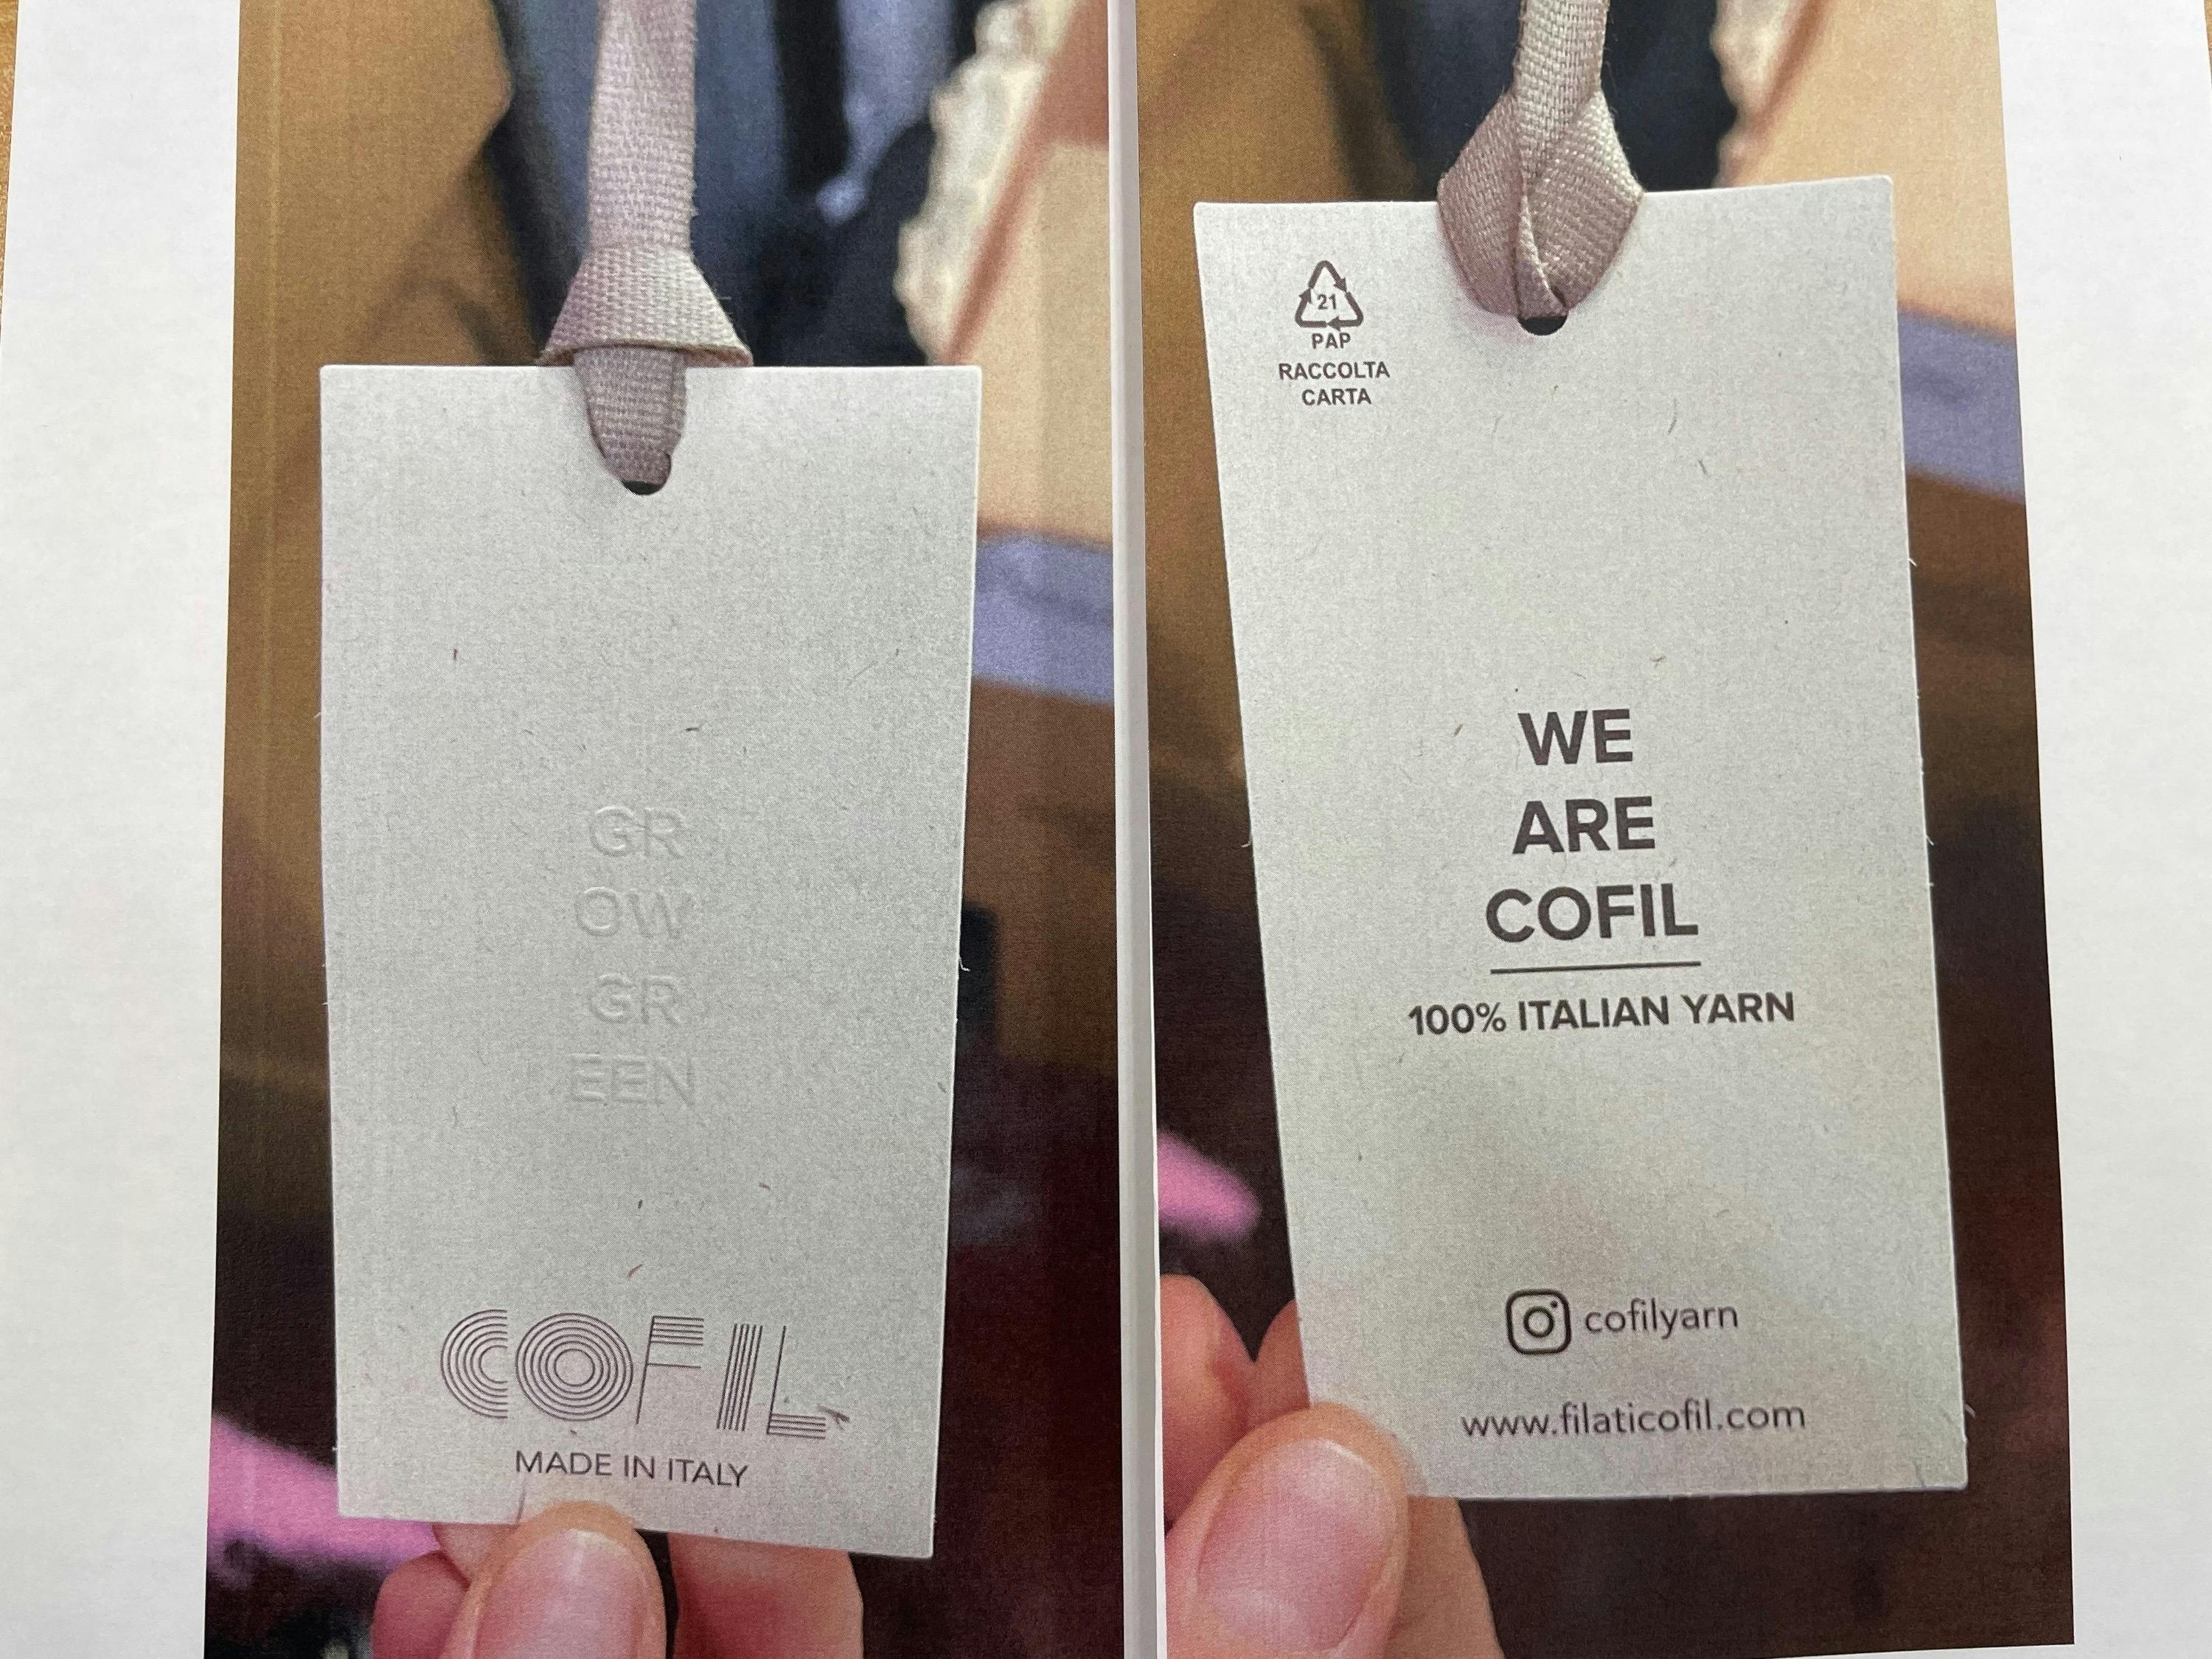 GR
OW
GR
EEN
COFIL
MADE IN ITALY
21
PAP
RACCOLTA
CARTA
WE
ARE
COFIL
100% ITALIAN YARN
cofilyarn
www.filaticofil.com